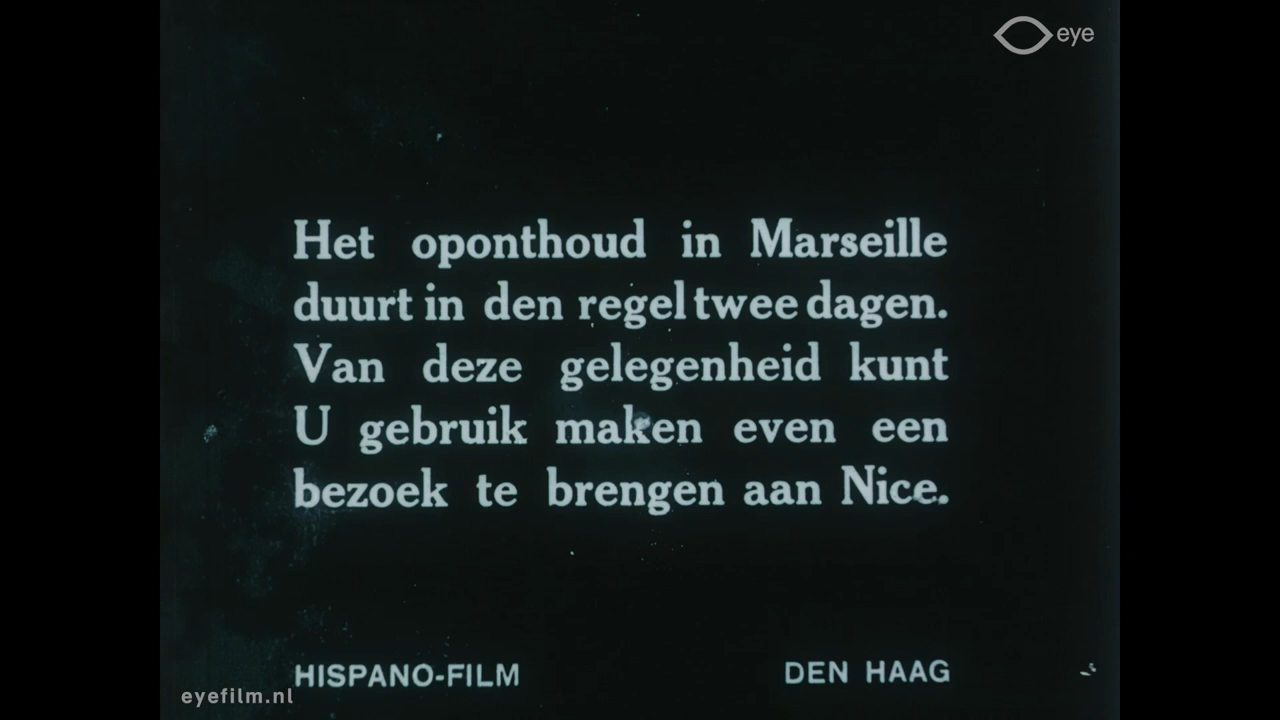 eye
Het oponthoud in Marseille
duurt in den regel twee dagen.
Van deze gelegenheid kunt
U gebruik maken even een
bezoek te brengen aan Nice.
HISPANO-FILM DEN HAAG
eyefilm.nl